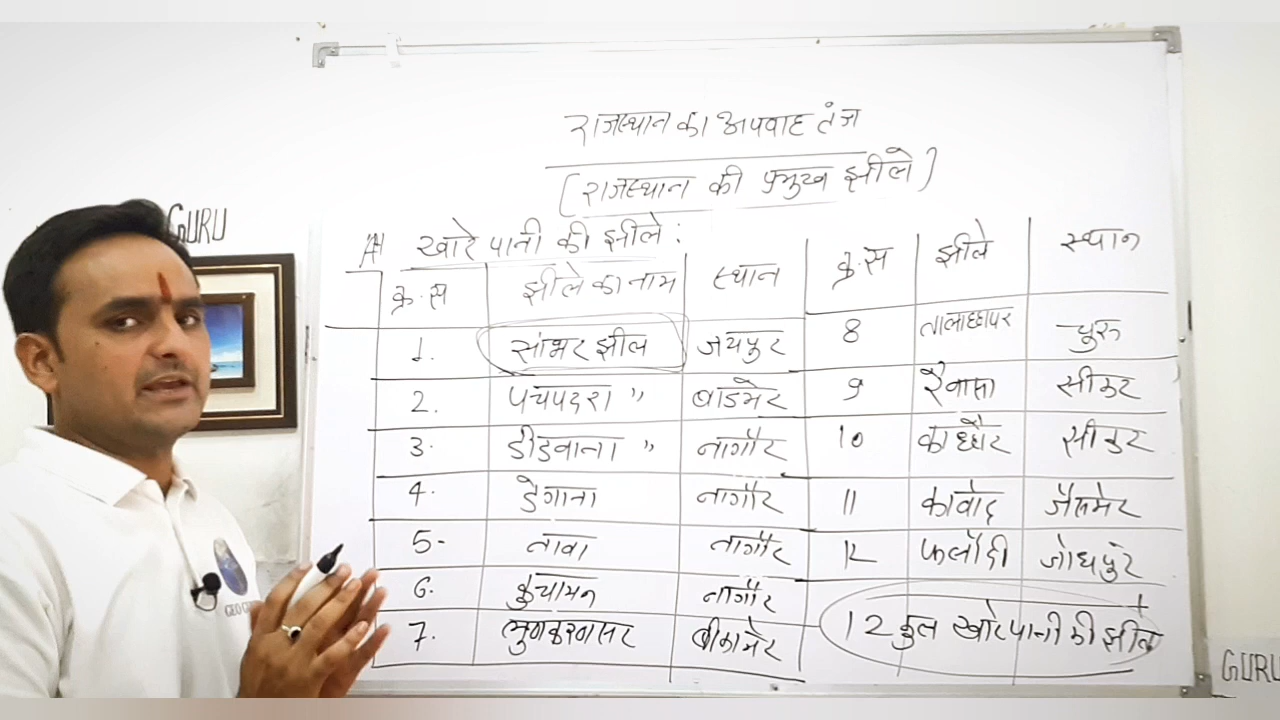 राजस्थान का अपवाह तंत्र
[राजस्थान की प्रमुख झीले]
GURU
A) खारे पानी की झीले :
क्र.स झीले का नाम स्थान
1. सांभर झील जयपुर
2. पचपदरा " बाडमेर
3. डीडवाना " नागौर
4. डेगाना नागौर
5- नावा नागौर
6. कुचामन नागौर
7. लुणकरणसर बीकानेर
क्र.स झीले स्थान
8 तालाछापर चुरु
9 रैवासा सीकर
10 काछौर सीकर
11 कावोद जैसलमेर
12 फलौदी जोधपुर
12 कुल खारे पानी की झील
GEO
GURU